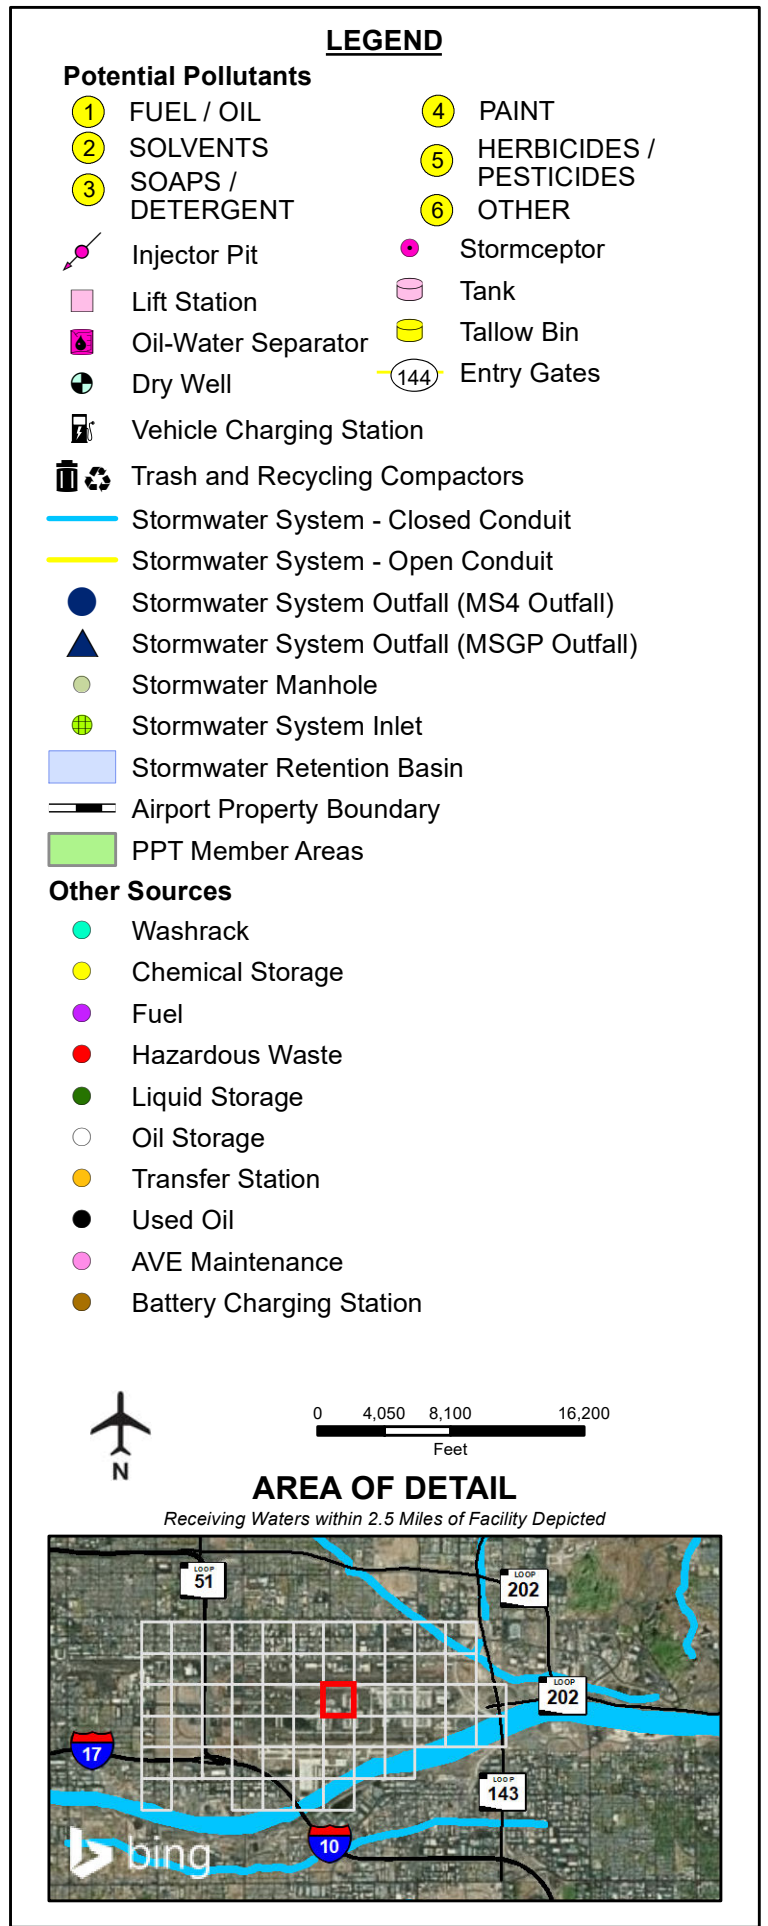 LEGEND
Potential Pollutants
1 FUEL / OIL
2 SOLVENTS
3 SOAPS /
DETERGENT
4 PAINT
5 HERBICIDES /
PESTICIDES
6 OTHER
Injector Pit
Lift Station
Oil-Water Separator
Dry Well
Stormceptor
Tank
Tallow Bin
144 Entry Gates
Vehicle Charging Station
Trash and Recycling Compactors
Stormwater System - Closed Conduit
Stormwater System - Open Conduit
Stormwater System Outfall (MS4 Outfall)
Stormwater System Outfall (MSGP Outfall)
Stormwater Manhole
Stormwater System Inlet
Stormwater Retention Basin
Airport Property Boundary
PPT Member Areas
Other Sources
Washrack
Chemical Storage
Fuel
Hazardous Waste
Liquid Storage
Oil Storage
Transfer Station
Used Oil
AVE Maintenance
Battery Charging Station
N
0 4,050 8,100 16,200
Feet
AREA OF DETAIL
Receiving Waters within 2.5 Miles of Facility Depicted
LOOP
51
LOOP
202
LOOP
202
17
LOOP
143
10
bing